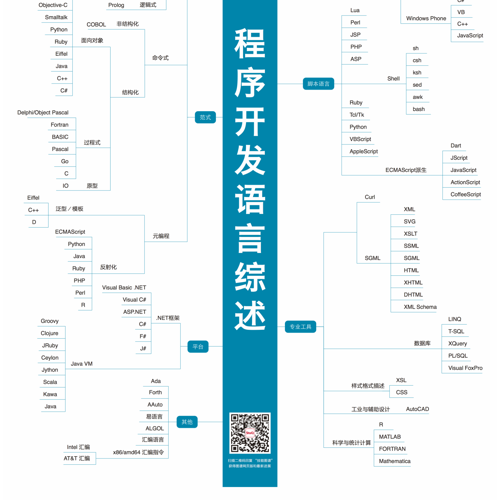 Objective-C
Prolog
逻辑式
Smalltalk
COBOL
非结构化
Python
Ruby
面向对象
Eiffel
Java
命令式
C++
C#
结构化
Delphi/Object Pascal
Fortran
BASIC
过程式
Pascal
Go
C
IO
原型
范式
Eiffel
C++
泛型／模板
D
元编程
ECMAScript
Python
Java
Ruby
反射化
PHP
Perl
R
Visual Basic .NET
Visual C#
ASP.NET
.NET框架
C#
F#
J#
平台
Groovy
Clojure
JRuby
Ceylon
Java VM
Jython
Scala
Kawa
Java
Ada
Forth
AAuto
易语言
其他
ALGOL
汇编语言
Intel 汇编
x86/amd64 汇编指令
AT&T 汇编
程序开发语言综述
C#
VB
Windows Phone
C++
JavaScript
Lua
Perl
JSP
PHP
ASP
脚本语言
sh
csh
ksh
Shell
sed
awk
bash
Ruby
Tcl/Tk
Python
VBScript
AppleScript
Dart
JScript
ECMAScript派生
JavaScript
ActionScript
CoffeeScript
Curl
XML
SVG
XSLT
SSML
SGML
SGML
HTML
XHTML
DHTML
XML Schema
专业工具
LINQ
T-SQL
数据库
XQuery
PL/SQL
Visual FoxPro
XSL
样式格式描述
CSS
工业与辅助设计
AutoCAD
R
MATLAB
科学与统计计算
FORTRAN
Mathematica